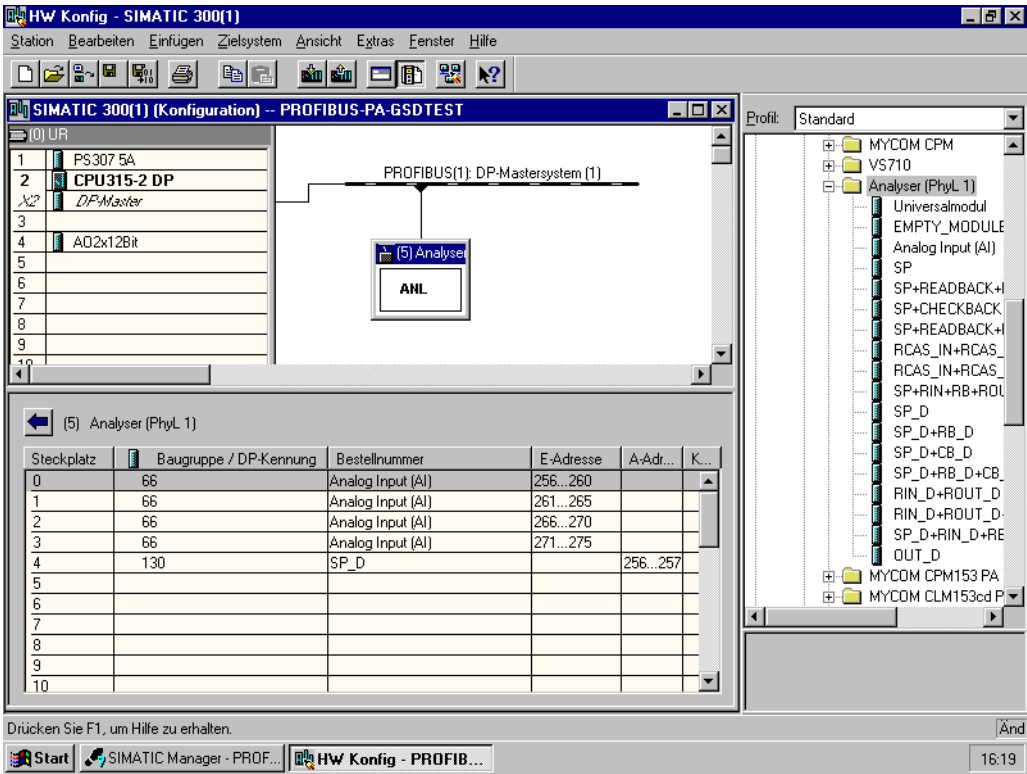 HW Konfig - SIMATIC 300(1)
Station Bearbeiten Einfügen Zielsystem Ansicht Extras Fenster Hilfe
SIMATIC 300(1) (Konfiguration) -- PROFIBUS-PA-GSDTEST
(0) UR
1 PS307 5A
2 CPU315-2 DP
X2 DP-Master
3
4 AO2x12Bit
5
6
7
8
9
10
PROFIBUS(1): DP-Mastersystem (1)
(5) Analyser
ANL
(5) Analyser (PhyL 1)
Steckplatz Baugruppe / DP-Kennung Bestellnummer E-Adresse A-Adr... K...
0 66 Analog Input (AI) 256...260
1 66 Analog Input (AI) 261...265
2 66 Analog Input (AI) 266...270
3 66 Analog Input (AI) 271...275
4 130 SP_D 256...257
5
6
7
8
9
10
Profil: Standard
MYCOM CPM
VS710
Analyser (PhyL 1)
Universalmodul
EMPTY_MODULE
Analog Input (AI)
SP
SP+READBACK+
SP+CHECKBACK
SP+READBACK+
RCAS_IN+RCAS_
RCAS_IN+RCAS_
SP+RIN+RB+ROU
SP_D
SP_D+RB_D
SP_D+CB_D
SP_D+RB_D+CB_
RIN_D+ROUT_D
RIN_D+ROUT_D
SP_D+RIN_D+RE
OUT_D
MYCOM CPM153 PA
MYCOM CLM153cd P
Drücken Sie F1, um Hilfe zu erhalten.
Änd
Start SIMATIC Manager - PROF... HW Konfig - PROFIB... 16:19